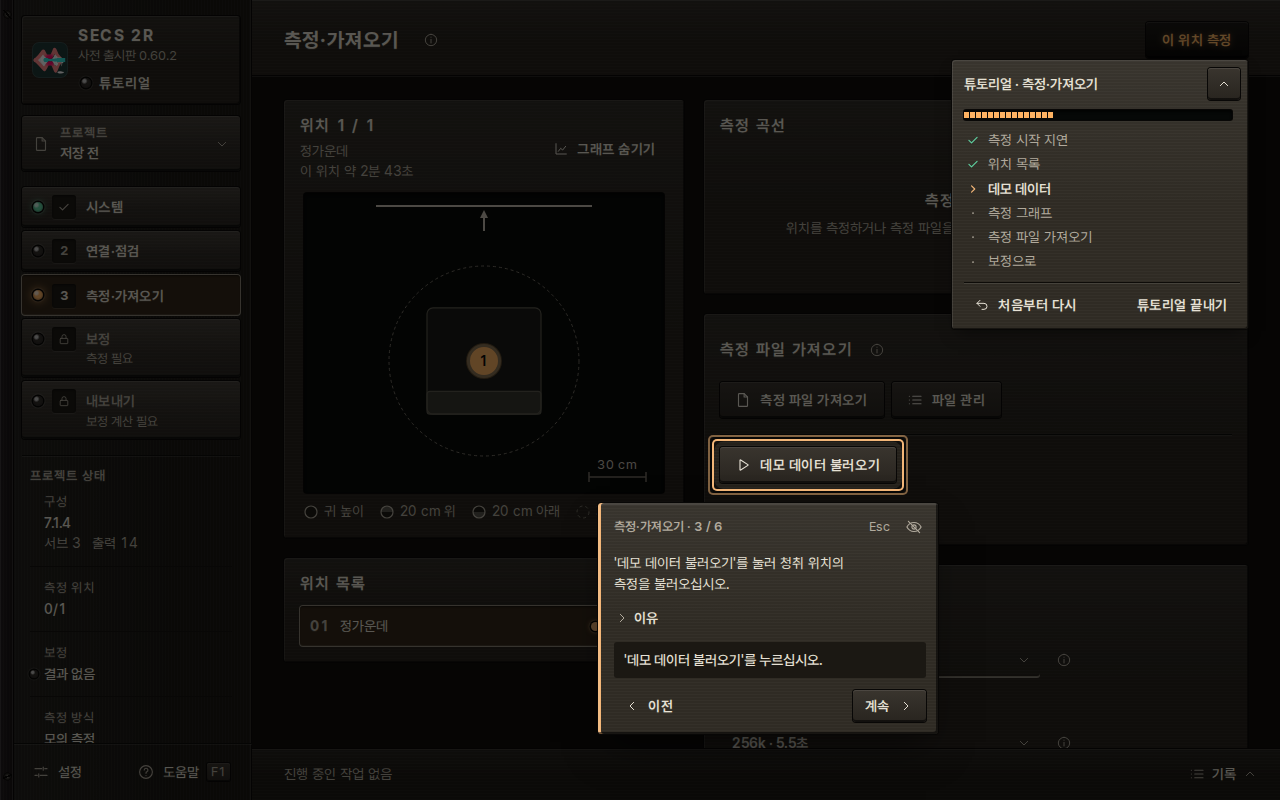 SECS 2R
사전 출시판 0.60.2
튜토리얼
프로젝트
저장 전
시스템
2 연결·점검
3 측정·가져오기
보정
측정 필요
내보내기
보정 계산 필요
프로젝트 상태
구성
7.1.4
서브 3 출력 14
측정 위치
0/1
보정
결과 없음
측정 방식
모의 측정
설정
도움말 F1
측정·가져오기
이 위치 측정
위치 1 / 1
정가운데
이 위치 약 2분 43초
그래프 숨기기
1
30 cm
귀 높이
20 cm 위
20 cm 아래
위치 목록
01 정가운데
측정 곡선
위치를 측정하거나 측정 파일을
측정 파일 가져오기
측정 파일 가져오기
파일 관리
데모 데이터 불러오기
256k · 5.5초
튜토리얼 · 측정·가져오기
측정 시작 지연
위치 목록
데모 데이터
측정 그래프
측정 파일 가져오기
보정으로
처음부터 다시
튜토리얼 끝내기
측정·가져오기 · 3 / 6
Esc
'데모 데이터 불러오기'를 눌러 청취 위치의
측정을 불러오십시오.
이유
'데모 데이터 불러오기'를 누르십시오.
이전
계속
진행 중인 작업 없음
기록